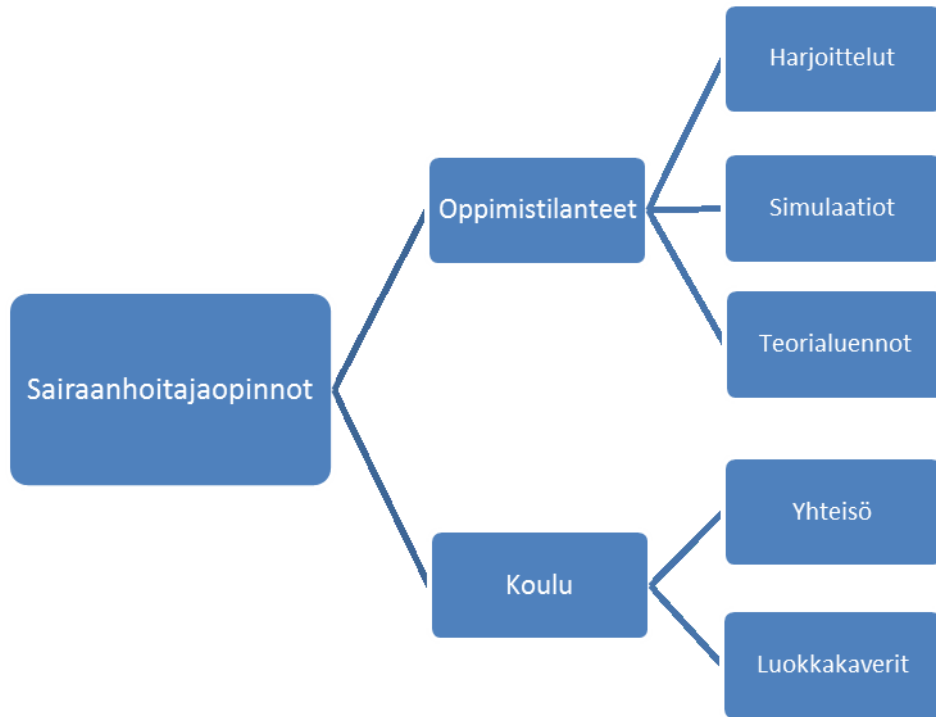 Sairaanhoitajaopinnot
Oppimistilanteet
Harjoittelut
Simulaatiot
Teorialuennot
Koulu
Yhteisö
Luokkakaverit